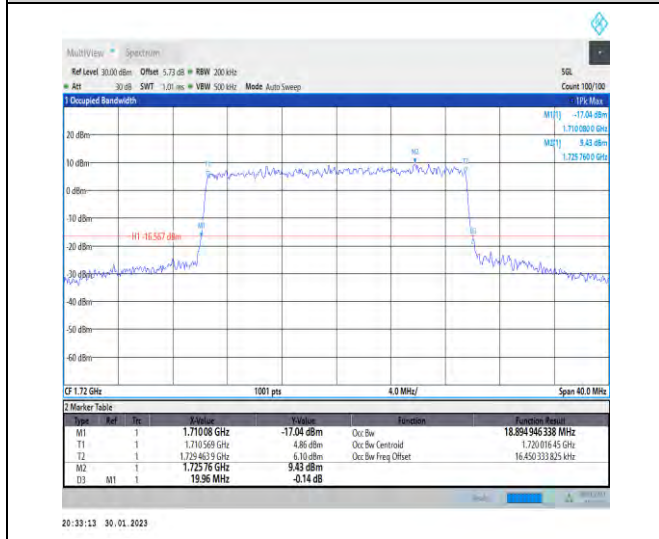 MultiView Spectrum
Ref Level 30.00 dBm Offset 5.73 dB RBW 200 kHz SGL
Att 30 dB SWT 1.01 ms VBW 500 kHz Mode Auto Sweep Count 100/100
1 Occupied Bandwidth 1Pk Max
M1[1] -17.04 dBm
1.710 080 0 GHz
20 dBm M2[1] 9.43 dBm
1.725 760 0 GHz
M2
10 dBm
0 dBm
-10 dBm
M1
H1 -16.567 dBm
-20 dBm
-30 dBm
-40 dBm
-50 dBm
-60 dBm
CF 1.72 GHz 1001 pts 4.0 MHz/ Span 40.0 MHz
2 Marker Table
Type Ref Trc X-Value Y-Value Function Function Result
M1 1 1.710 08 GHz -17.04 dBm Occ Bw 18.894 946 338 MHz
T1 1 1.710 569 GHz 4.86 dBm Occ Bw Centroid 1.720 016 45 GHz
T2 1 1.729 463 9 GHz 6.10 dBm Occ Bw Freq Offset 16.450 333 825 kHz
M2 1 1.725 76 GHz 9.43 dBm
D3 M1 1 19.96 MHz -0.14 dB
20:33:13 30.01.2023